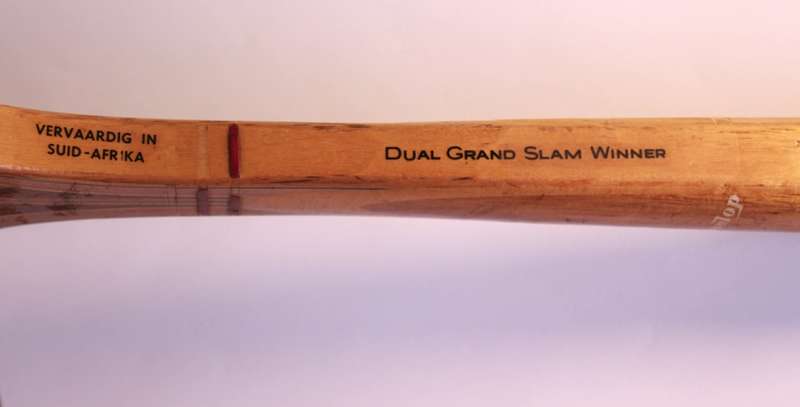 VERVAARDIG IN
SUID-AFRIKA
DUAL GRAND SLAM WINNER